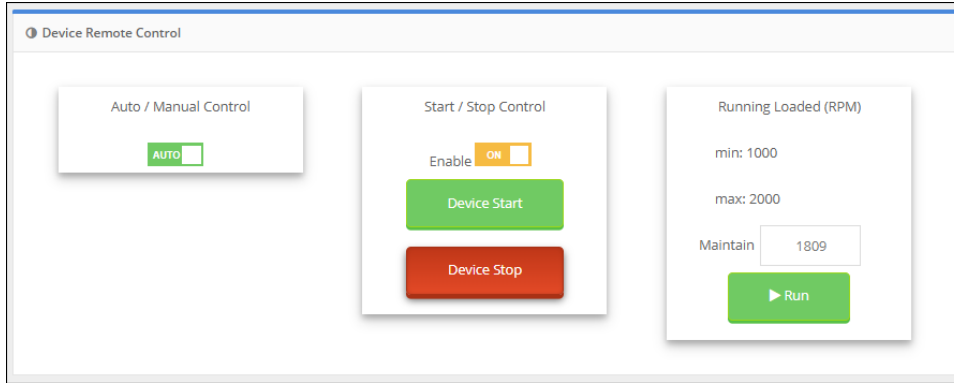 Device Remote Control
Auto / Manual Control
AUTO
Start / Stop Control
Enable ON
Device Start
Device Stop
Running Loaded (RPM)
min: 1000
max: 2000
Maintain 1809
Run